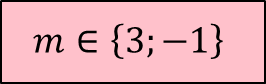 m ∈ {3; −1}